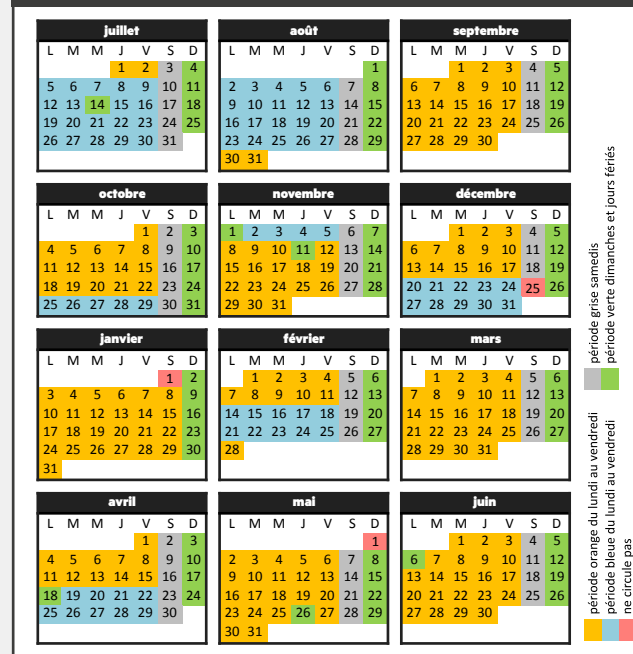 juillet
L M M J V S D
1 2 3 4
5 6 7 8 9 10 11
12 13 14 15 16 17 18
19 20 21 22 23 24 25
26 27 28 29 30 31
août
L M M J V S D
1
2 3 4 5 6 7 8
9 10 11 12 13 14 15
16 17 18 19 20 21 22
23 24 25 26 27 28 29
30 31
septembre
L M M J V S D
1 2 3 4 5
6 7 8 9 10 11 12
13 14 15 16 17 18 19
20 21 22 23 24 25 26
27 28 29 30
octobre
L M M J V S D
1 2 3
4 5 6 7 8 9 10
11 12 13 14 15 16 17
18 19 20 21 22 23 24
25 26 27 28 29 30 31
novembre
L M M J V S D
1 2 3 4 5 6 7
8 9 10 11 12 13 14
15 16 17 18 19 20 21
22 23 24 25 26 27 28
29 30 31
décembre
L M M J V S D
1 2 3 4 5
6 7 8 9 10 11 12
13 14 15 16 17 18 19
20 21 22 23 24 25 26
27 28 29 30 31
janvier
L M M J V S D
1 2
3 4 5 6 7 8 9
10 11 12 13 14 15 16
17 18 19 20 21 22 23
24 25 26 27 28 29 30
31
février
L M M J V S D
1 2 3 4 5 6
7 8 9 10 11 12 13
14 15 16 17 18 19 20
21 22 23 24 25 26 27
28
mars
L M M J V S D
1 2 3 4 5 6
7 8 9 10 11 12 13
14 15 16 17 18 19 20
21 22 23 24 25 26 27
28 29 30 31
avril
L M M J V S D
1 2 3
4 5 6 7 8 9 10
11 12 13 14 15 16 17
18 19 20 21 22 23 24
25 26 27 28 29 30
mai
L M M J V S D
1
2 3 4 5 6 7 8
9 10 11 12 13 14 15
16 17 18 19 20 21 22
23 24 25 26 27 28 29
30 31
juin
L M M J V S D
1 2 3 4 5
6 7 8 9 10 11 12
13 14 15 16 17 18 19
20 21 22 23 24 25 26
27 28 29 30
période orange du lundi au vendredi
période bleue du lundi au vendredi
ne circule pas
période grise samedis
période verte dimanches et jours fériés